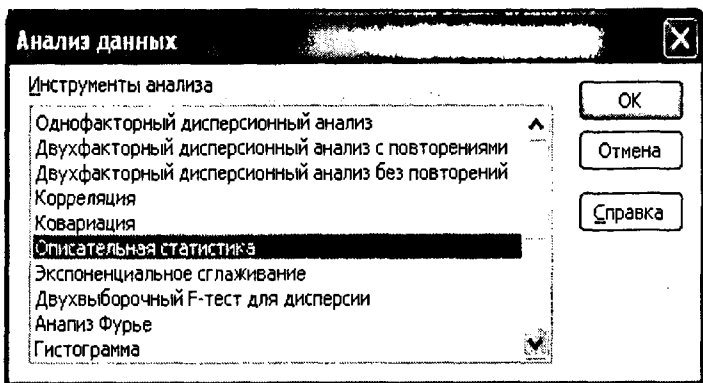 Анализ данных
Инструменты анализа
Однофакторный дисперсионный анализ
Двухфакторный дисперсионный анализ с повторениями
Двухфакторный дисперсионный анализ без повторений
Корреляция
Ковариация
Описательная статистика
Экспоненциальное сглаживание
Двухвыборочный F-тест для дисперсии
Анализ Фурье
Гистограмма
OK
Отмена
Справка